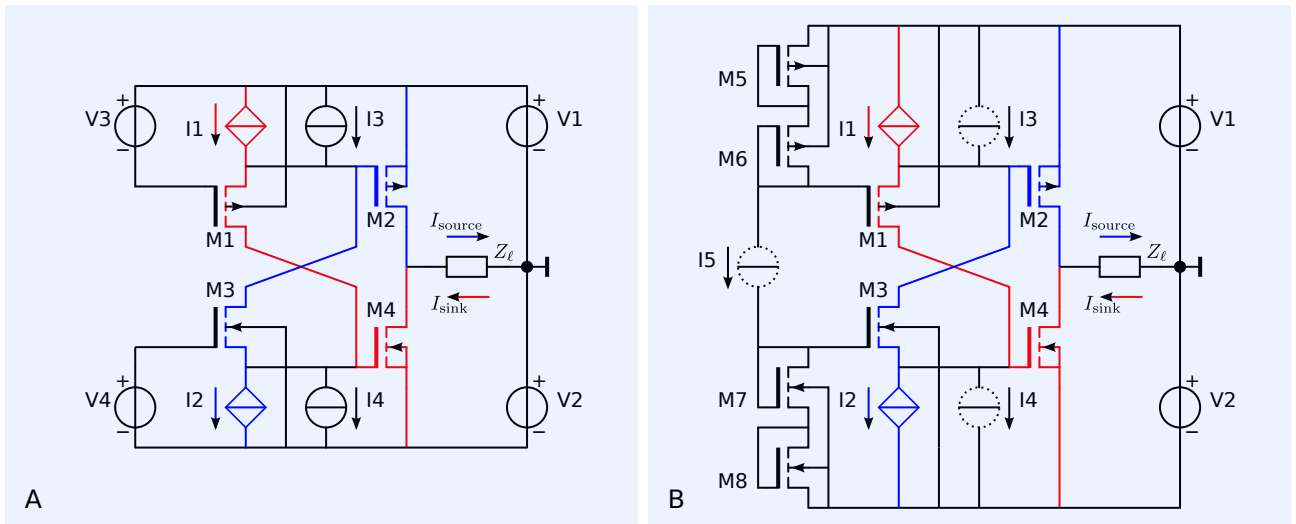 V3
+
−
I1
I3
+
−
V1
M1
M2
I_source
Z_ℓ
I_sink
M3
M4
V4
+
−
I2
I4
+
−
V2
A
M5
M6
I1
I3
+
−
V1
M1
M2
I_source
Z_ℓ
I5
I_sink
M3
M4
M7
I2
I4
+
−
V2
M8
B